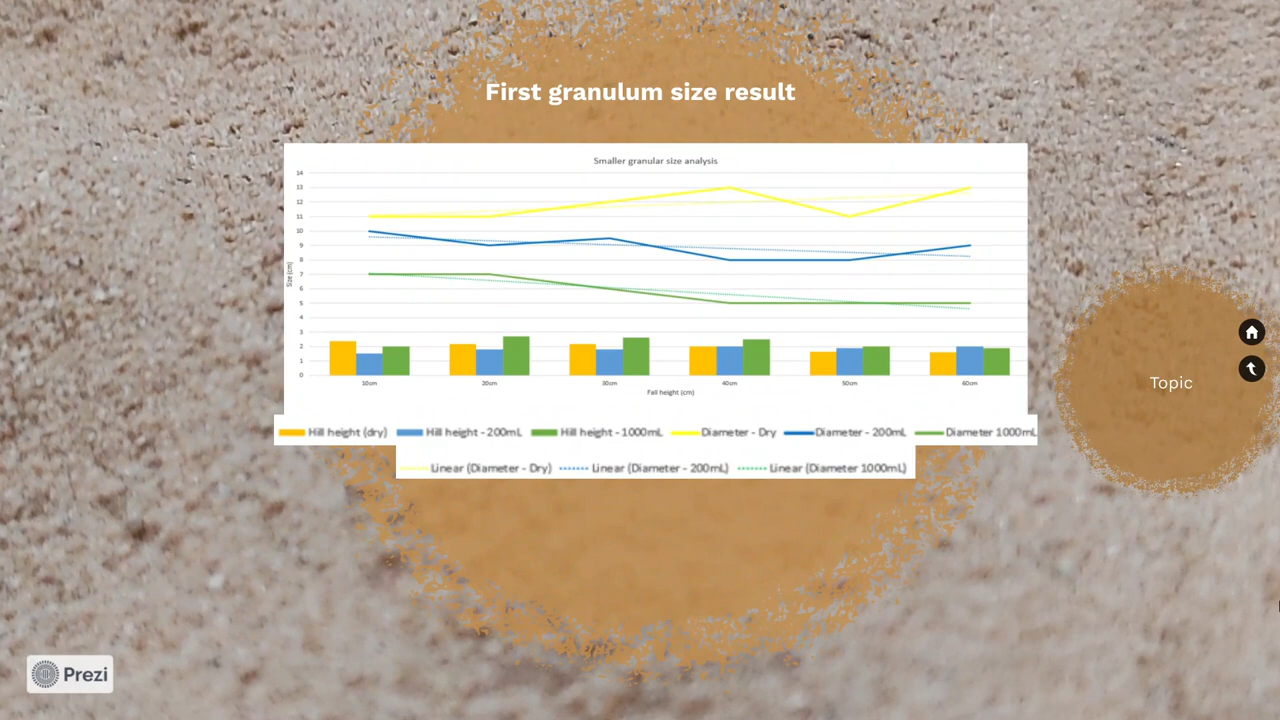 First granulum size result
Smaller granular size analysis
14
13
12
11
10
9
8
7
6
5
4
3
2
1
0
Size (cm)
10cm 20cm 30cm 40cm 50cm 60cm
Fall height (cm)
Hill height (dry) Hill height - 200mL Hill height - 1000mL Diameter - Dry Diameter - 200mL Diameter 1000mL
Linear (Diameter - Dry) Linear (Diameter - 200mL) Linear (Diameter 1000mL)
Topic
Prezi